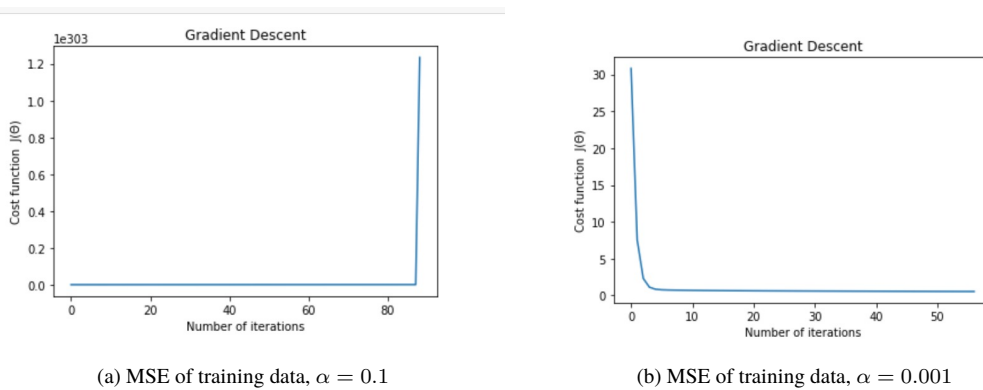 Gradient Descent
1e303
1.2
1.0
0.8
0.6
0.4
0.2
0.0
Cost function J(Θ)
0 20 40 60 80
Number of iterations
(a) MSE of training data, α = 0.1
Gradient Descent
30
25
20
15
10
5
0
Cost function J(Θ)
0 10 20 30 40 50
Number of iterations
(b) MSE of training data, α = 0.001